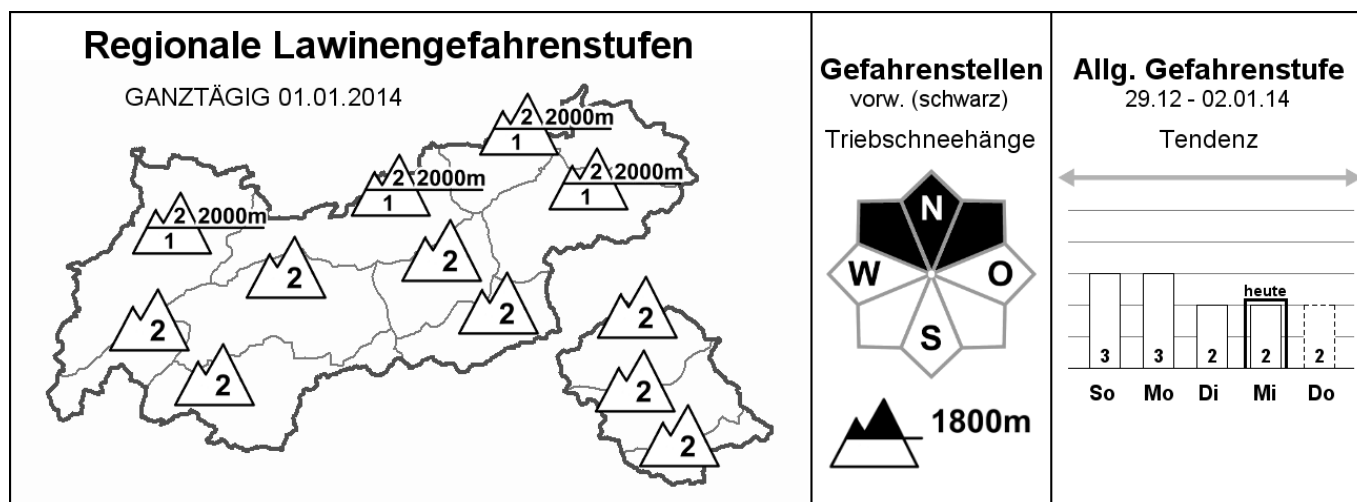 Regionale Lawinengefahrenstufen
GANZTÄGIG 01.01.2014
2 2000m
1
2 2000m
1
2 2000m
1
2 2000m
1
2
2
2
2
2
2
2
2
Gefahrenstellen
vorw. (schwarz)
Triebschneehänge
N
W O
S
1800m
Allg. Gefahrenstufe
29.12 - 02.01.14
Tendenz
heute
3 3 2 2 2
So Mo Di Mi Do